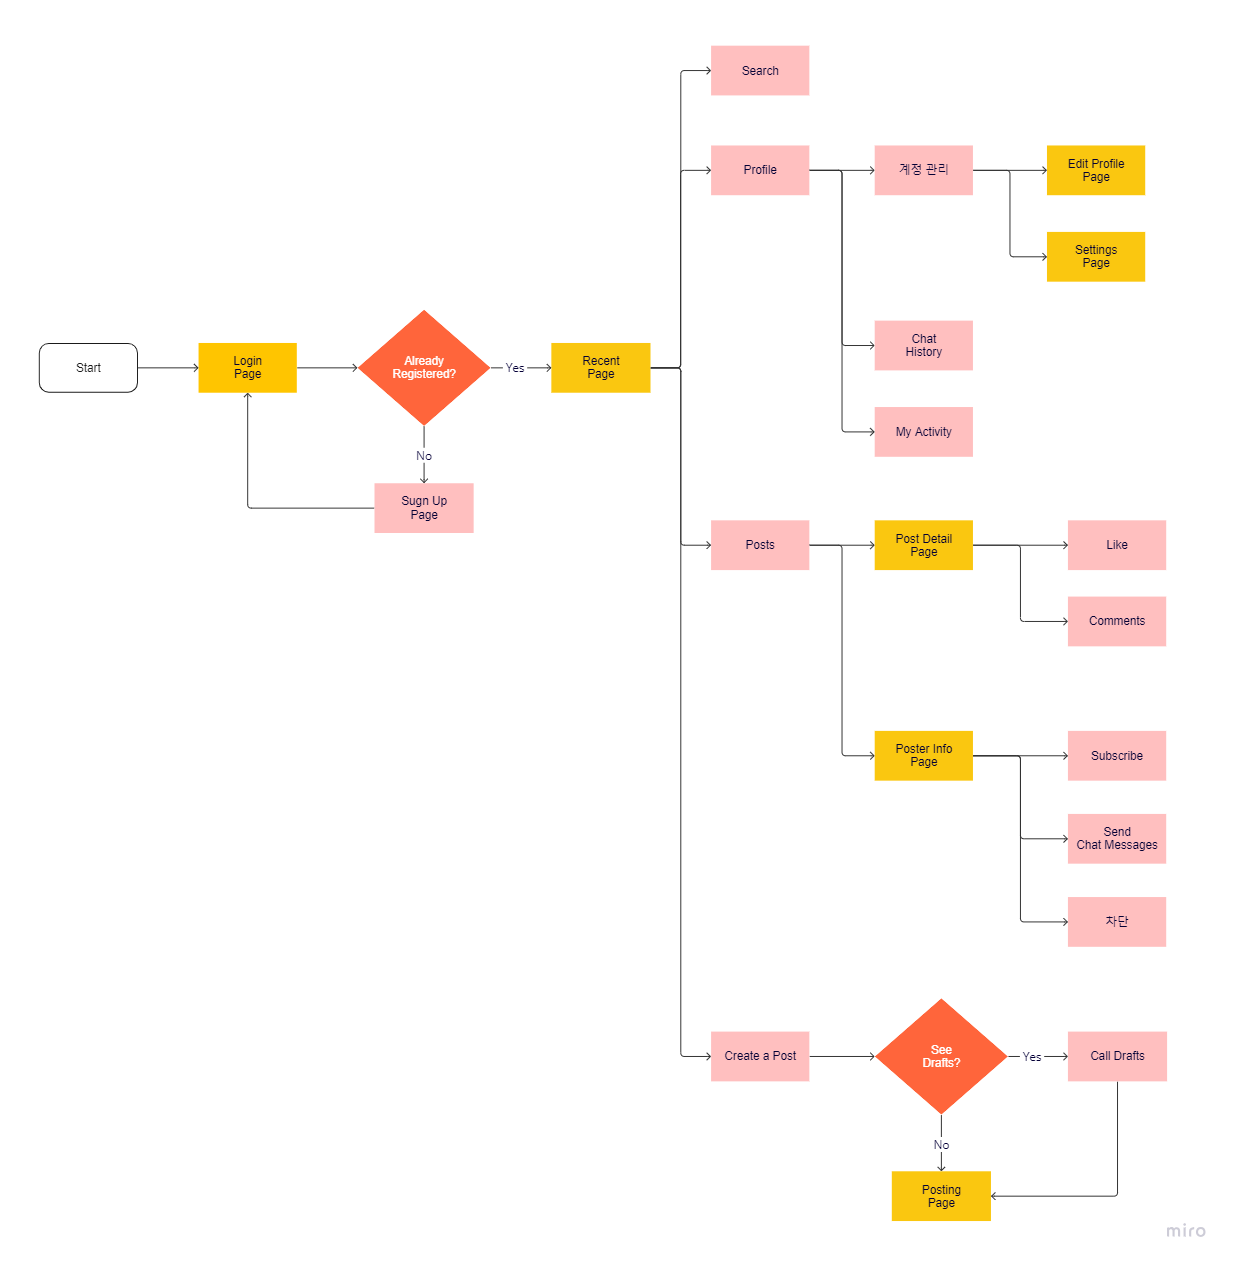 Search
Profile
계정 관리
Edit Profile
Page
Settings
Page
Chat
History
My Activity
Start
Login
Page
Already
Registered?
Yes
Recent
Page
No
Sugn Up
Page
Posts
Post Detail
Page
Like
Comments
Poster Info
Page
Subscribe
Send
Chat Messages
차단
Create a Post
See
Drafts?
Yes
Call Drafts
No
Posting
Page
miro